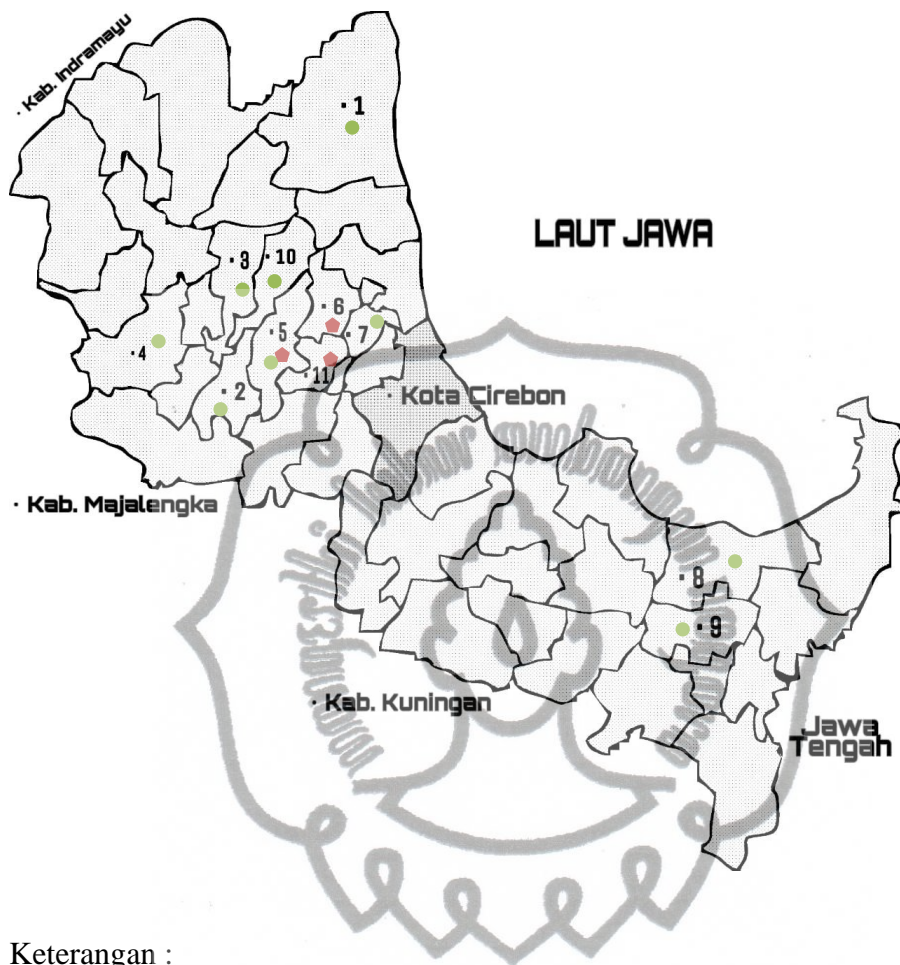 · Kab. Indramayu
· 1
LAUT JAWA
· 3
· 10
· 6
· 5
· 7
· 4
· 11
· 2
· Kota Cirebon
· Kab. Majalengka
· 8
· 9
· Kab. Kuningan
Jawa
Tengah
Keterangan :